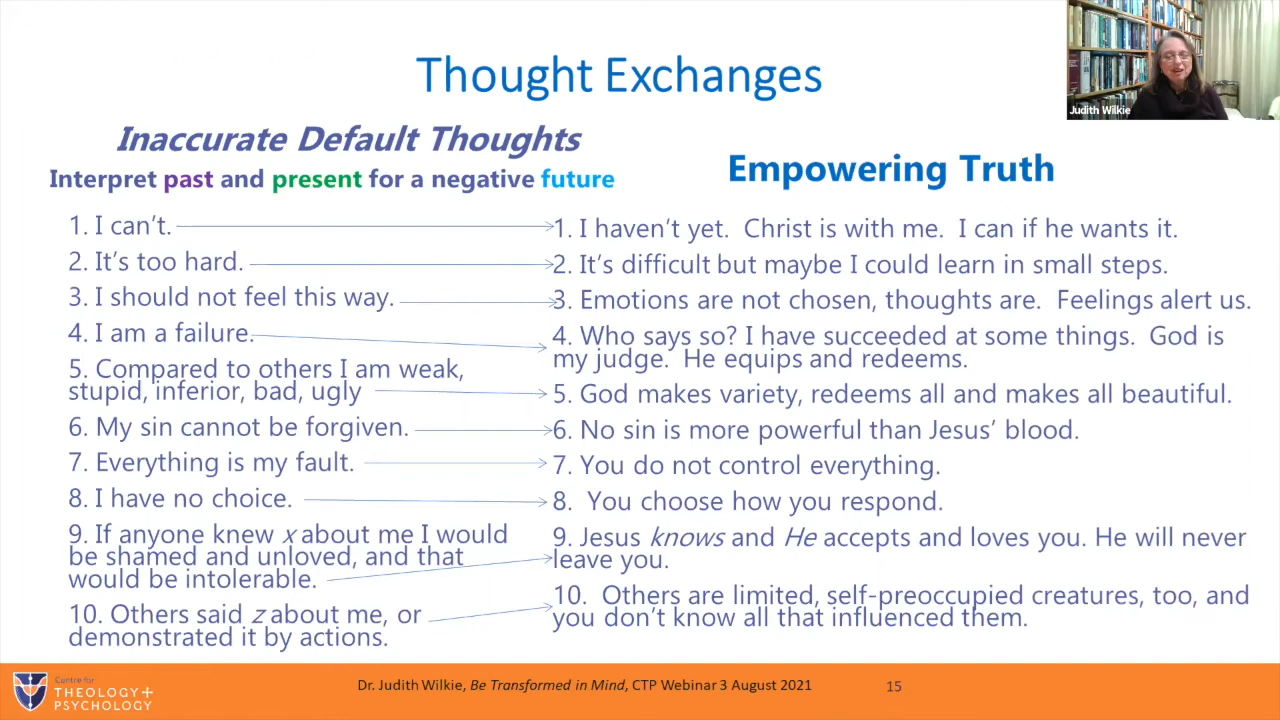 Thought Exchanges
Judith Wilkie
Inaccurate Default Thoughts
Interpret past and present for a negative future
1. I can't.
2. It's too hard.
3. I should not feel this way.
4. I am a failure.
5. Compared to others I am weak,
stupid, inferior, bad, ugly
6. My sin cannot be forgiven.
7. Everything is my fault.
8. I have no choice.
9. If anyone knew x about me I would
be shamed and unloved, and that
would be intolerable.
10. Others said z about me, or
demonstrated it by actions.
Empowering Truth
1. I haven't yet.  Christ is with me.  I can if he wants it.
2. It's difficult but maybe I could learn in small steps.
3. Emotions are not chosen, thoughts are.  Feelings alert us.
4. Who says so? I have succeeded at some things.  God is
my judge.  He equips and redeems.
5. God makes variety, redeems all and makes all beautiful.
6. No sin is more powerful than Jesus' blood.
7. You do not control everything.
8.  You choose how you respond.
9. Jesus knows and He accepts and loves you. He will never
leave you.
10.  Others are limited, self-preoccupied creatures, too, and
you don't know all that influenced them.
Centre for
THEOLOGY+
PSYCHOLOGY
Dr. Judith Wilkie, Be Transformed in Mind, CTP Webinar 3 August 2021
15